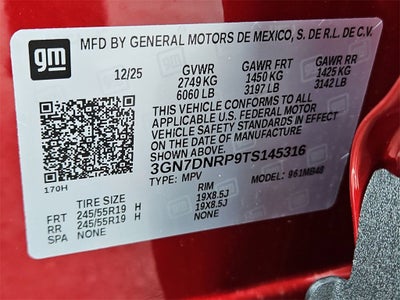 gm
MFD BY GENERAL MOTORS DE MEXICO, S. DE R.L. DE C.V.
12/25 GVWR GAWR FRT GAWR RR
2749 KG 1450 KG 1425 KG
6060 LB 3197 LB 3142 LB
THIS VEHICLE CONFORMS TO ALL
APPLICABLE U.S. FEDERAL MOTOR
VEHICLE SAFETY STANDARDS IN EFFECT
ON THE DATE OF MANUFACTURE
SHOWN ABOVE.
3GN7DNRP9TS145316
170H TYPE: MPV MODEL: 961MB48
TIRE SIZE RIM
FRT 245/55R19 H 19X8.5J
RR 245/55R19 H 19X8.5J
SPA NONE NONE